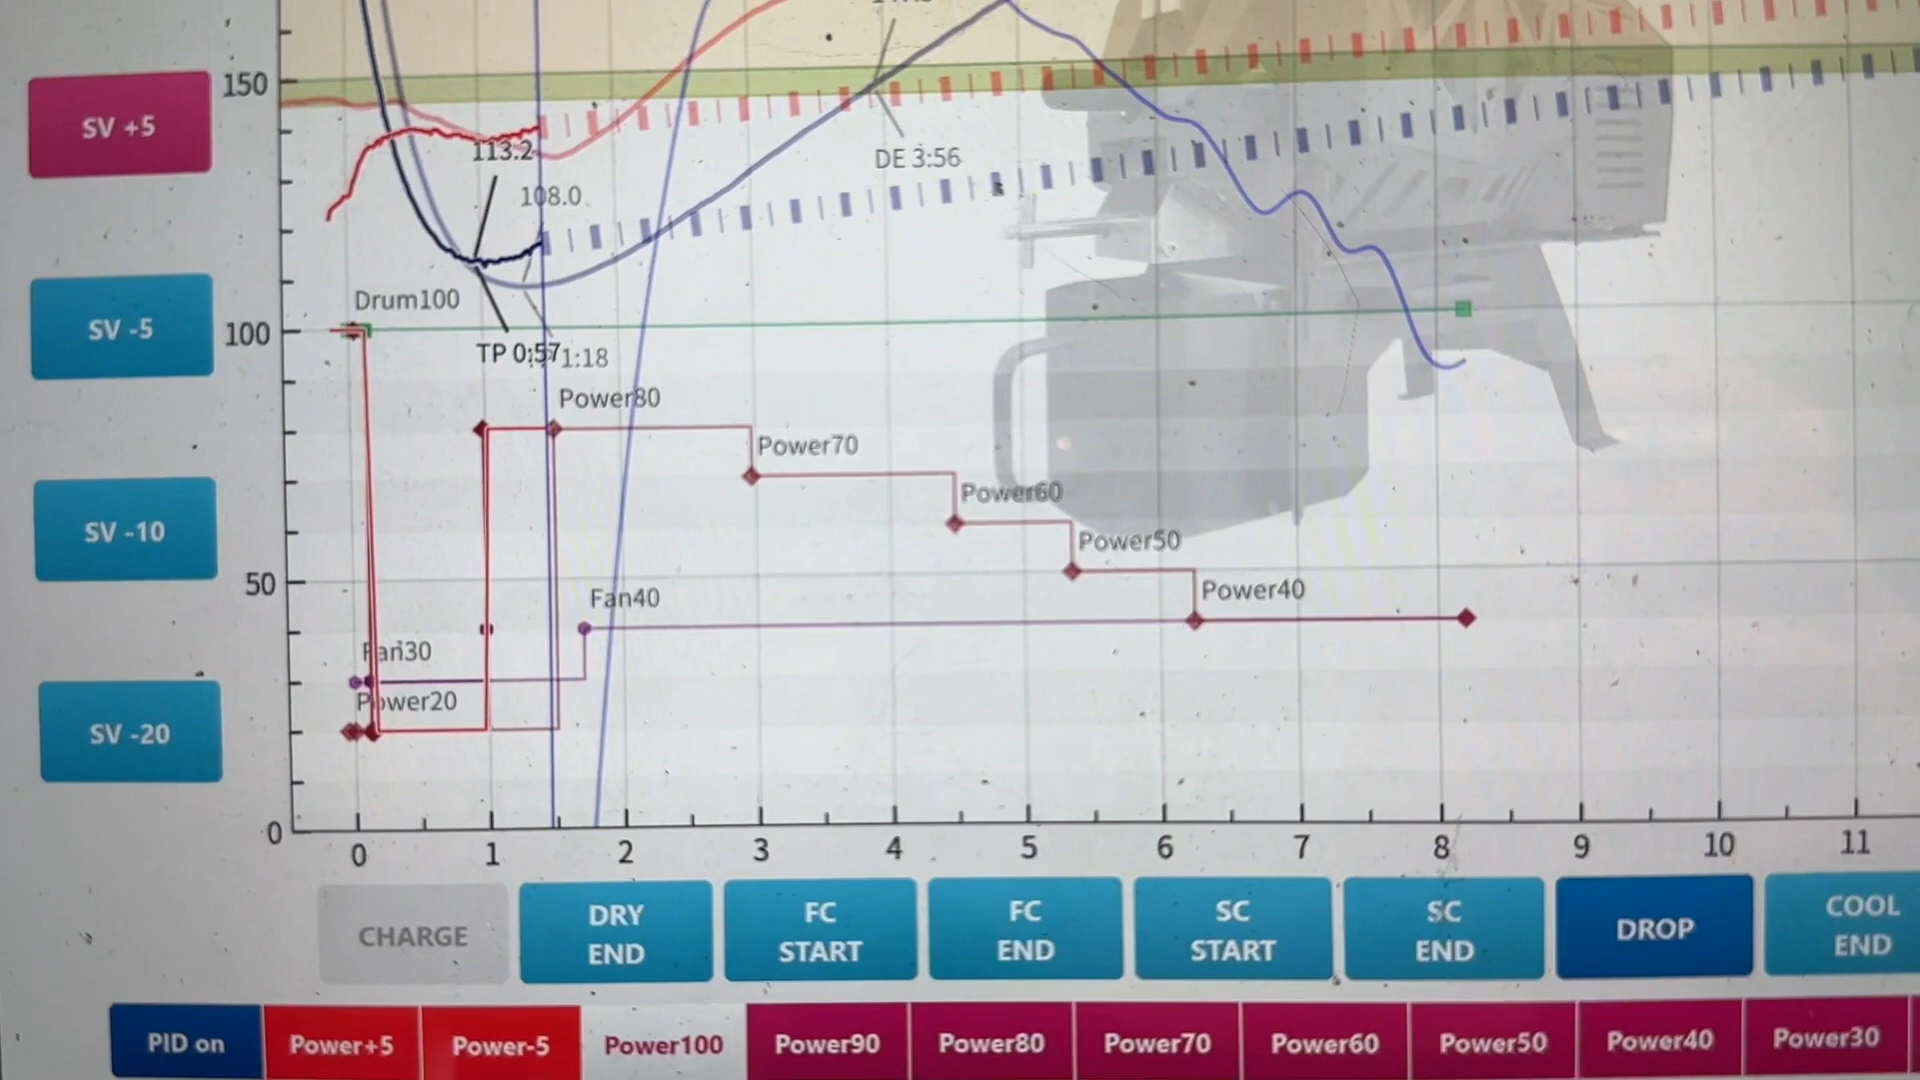 150
SV +5
113.2
DE 3:56
108.0
Drum100
SV -5
100
TP 0:57
1:18
Power80
Power70
Power60
SV -10
Power50
50
Power40
Fan40
Fan30
Power20
SV -20
0
0 1 2 3 4 5 6 7 8 9 10 11
CHARGE
DRY
END
FC
START
FC
END
SC
START
SC
END
DROP
COOL
END
PID on
Power+5
Power-5
Power100
Power90
Power80
Power70
Power60
Power50
Power40
Power30